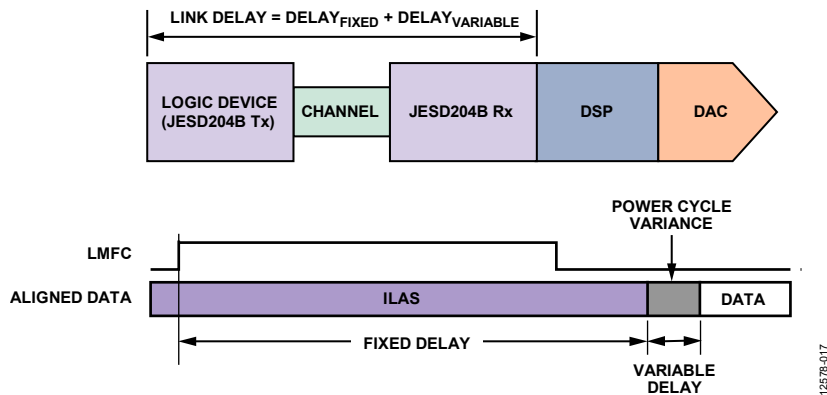 LINK DELAY = DELAYFIXED + DELAYVARIABLE
LOGIC DEVICE
(JESD204B Tx)
CHANNEL
JESD204B Rx
DSP
DAC
POWER CYCLE
VARIANCE
LMFC
ALIGNED DATA
ILAS
DATA
FIXED DELAY
VARIABLE
DELAY
12578-017